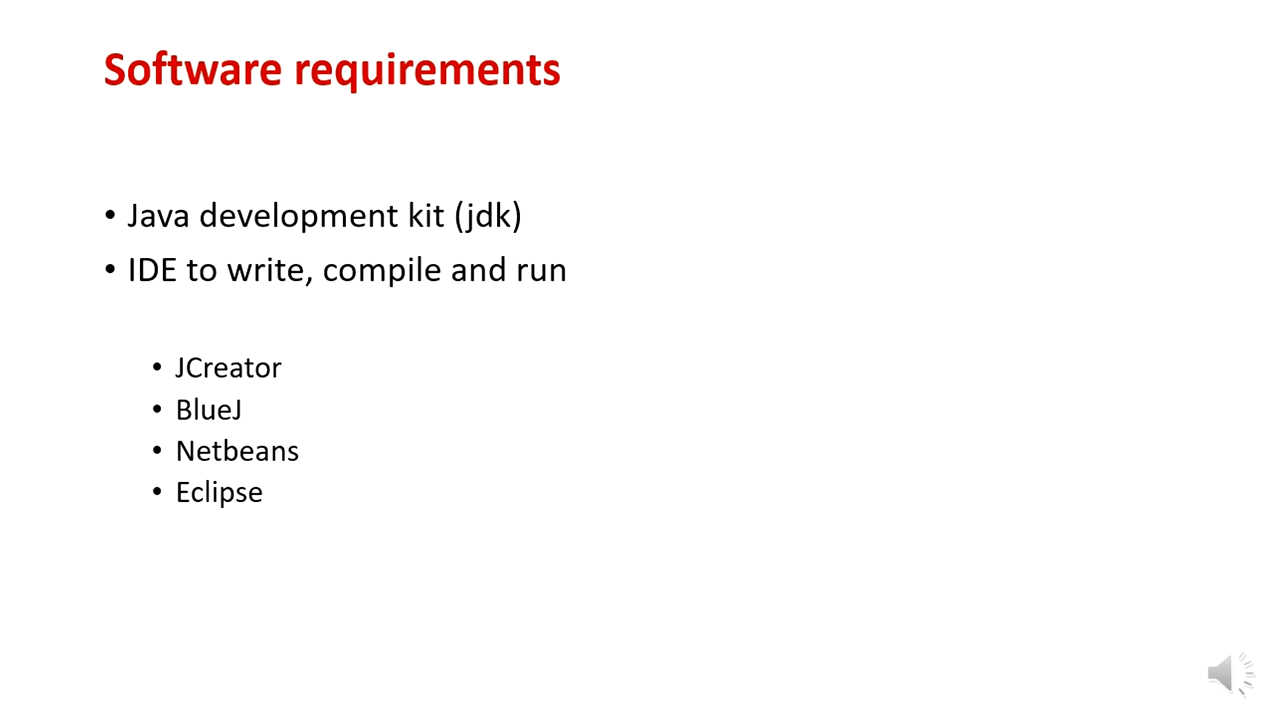 Software requirements
• Java development kit (jdk)
• IDE to write, compile and run
• JCreator
• BlueJ
• Netbeans
• Eclipse